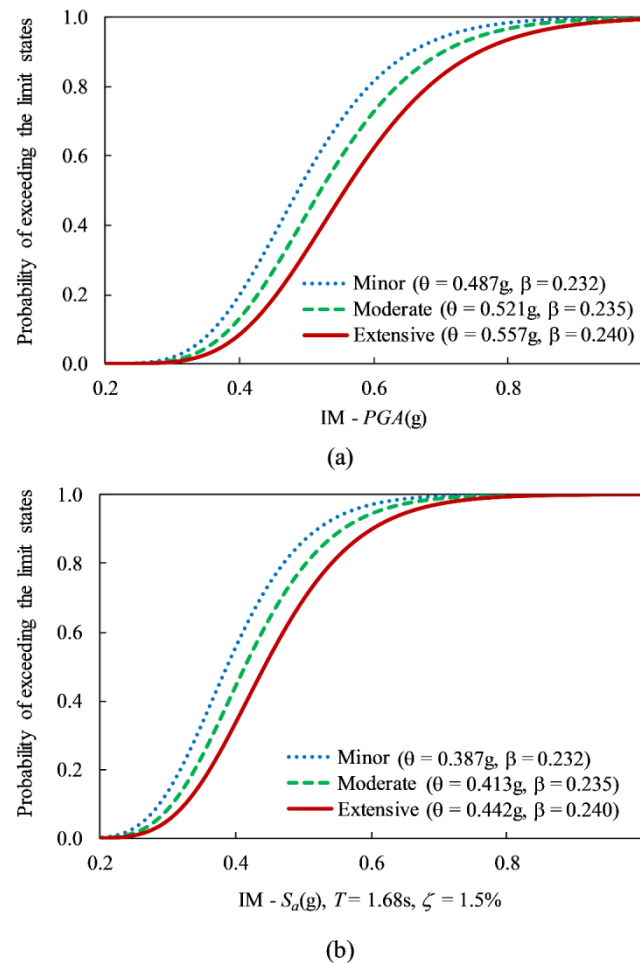 1.0
0.8
0.6
0.4
0.2
0.0
Probability of exceeding the limit states
Minor (θ = 0.487g, β = 0.232)
Moderate (θ = 0.521g, β = 0.235)
Extensive (θ = 0.557g, β = 0.240)
0.2 0.4 0.6 0.8
IM - PGA(g)
(a)
1.0
0.8
0.6
0.4
0.2
0.0
Probability of exceeding the limit states
Minor (θ = 0.387g, β = 0.232)
Moderate (θ = 0.413g, β = 0.235)
Extensive (θ = 0.442g, β = 0.240)
0.2 0.4 0.6 0.8
IM - Sa(g), T = 1.68s, ζ = 1.5%
(b)